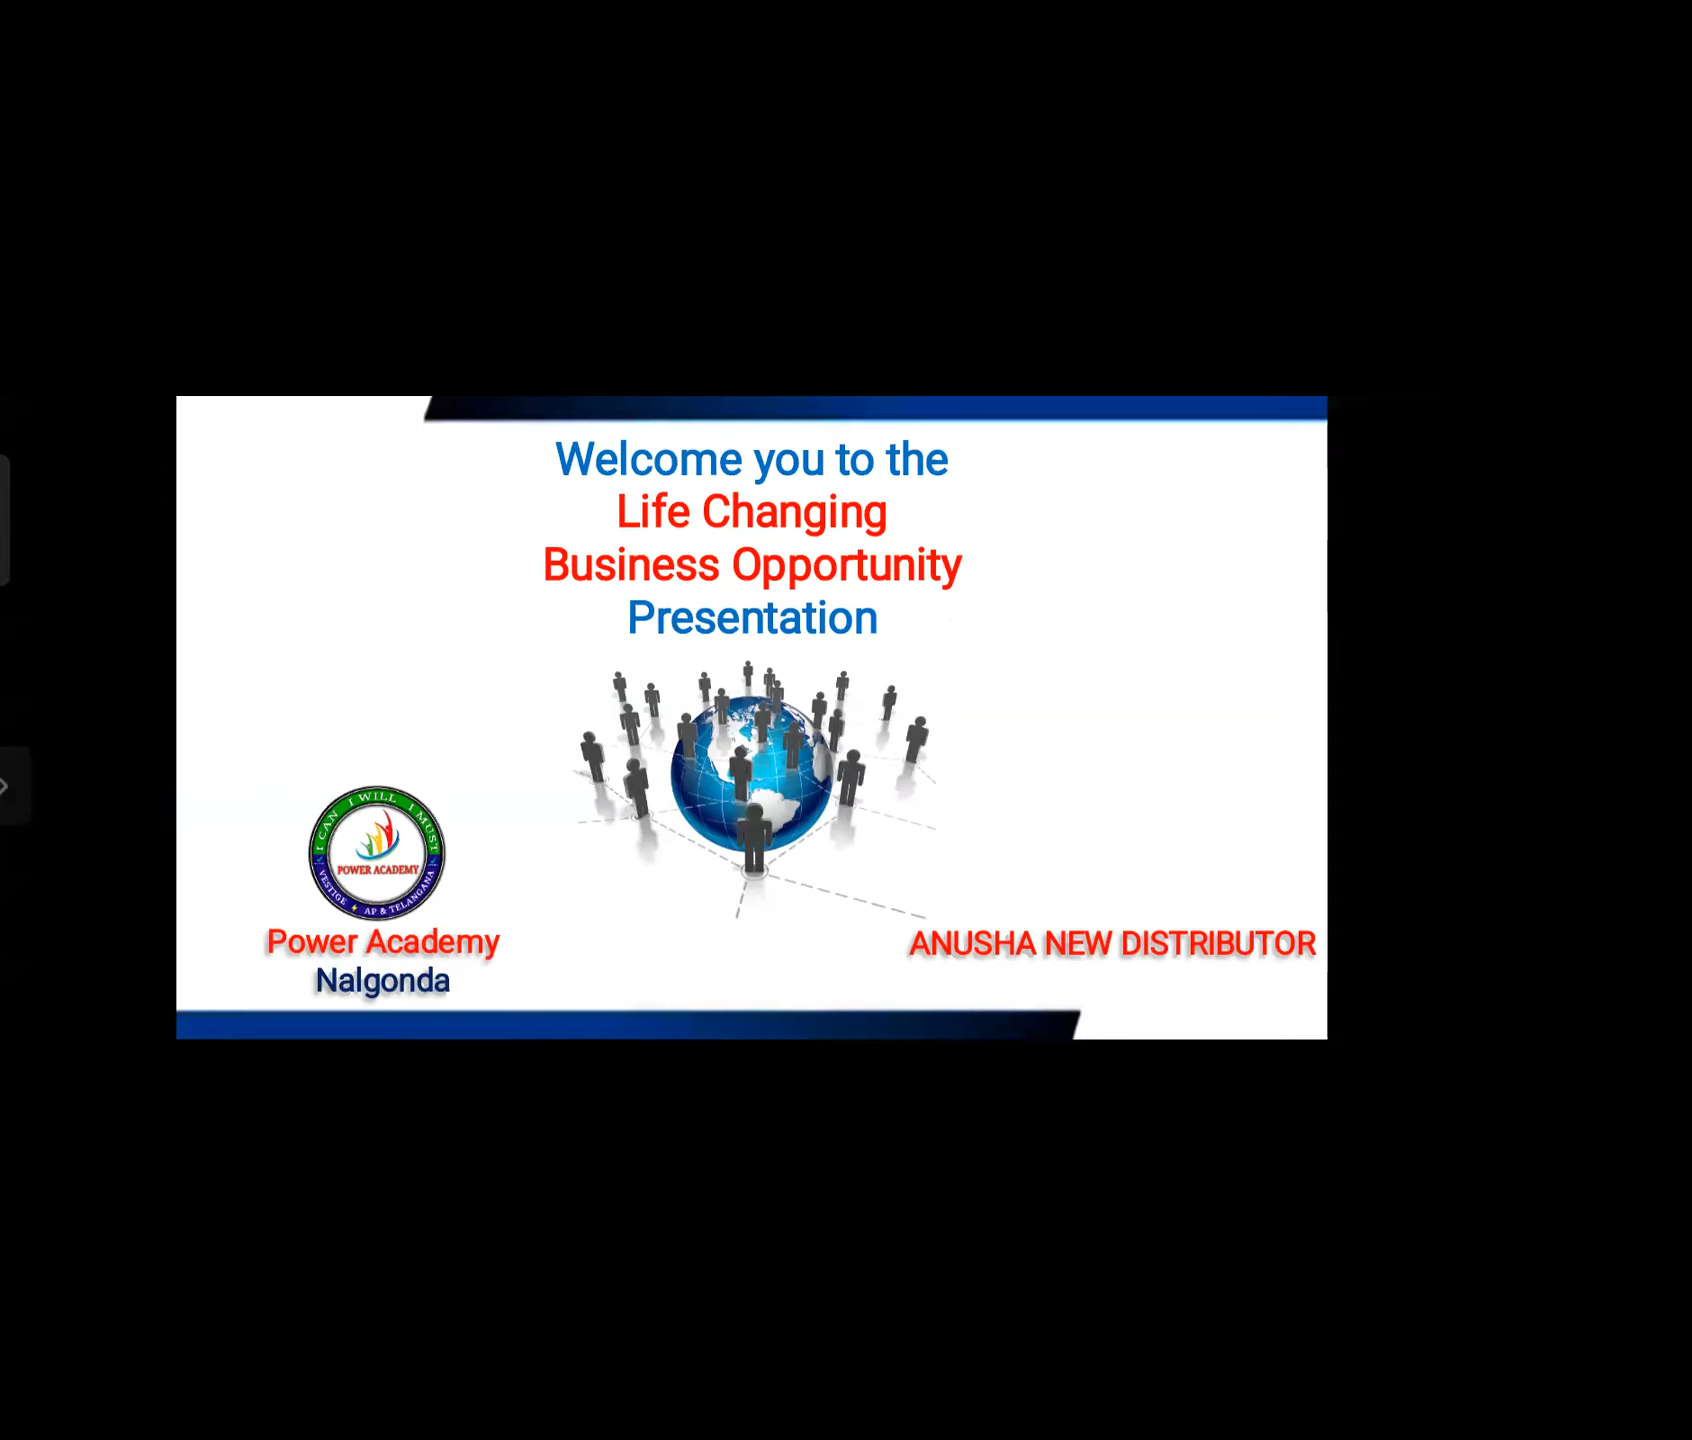 Welcome you to the
Life Changing
Business Opportunity
Presentation
I CAN I WILL I MUST
POWER ACADEMY
VESTIGE ⚡ AP & TELANGANA
Power Academy
Nalgonda
ANUSHA NEW DISTRIBUTOR